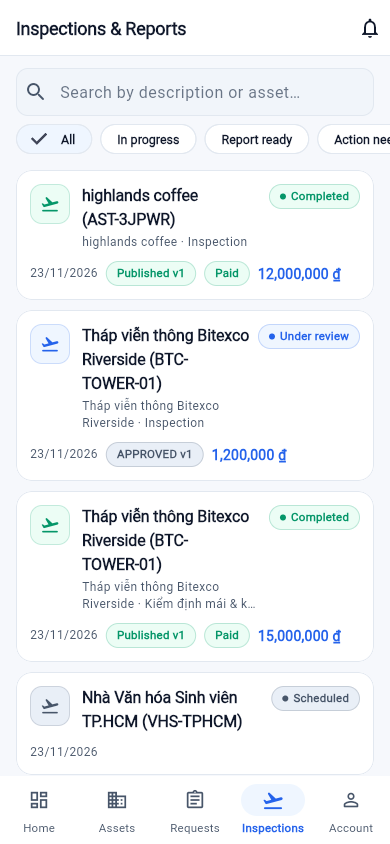 Inspections & Reports
Search by description or asset…
All
In progress
Report ready
Action nee
highlands coffee
(AST-3JPWR)
Completed
highlands coffee · Inspection
23/11/2026
Published v1
Paid
12,000,000 ₫
Tháp viễn thông Bitexco
Riverside (BTC-
TOWER-01)
Under review
Tháp viễn thông Bitexco
Riverside · Inspection
23/11/2026
APPROVED v1
1,200,000 ₫
Tháp viễn thông Bitexco
Riverside (BTC-
TOWER-01)
Completed
Tháp viễn thông Bitexco
Riverside · Kiểm định mái & k…
23/11/2026
Published v1
Paid
15,000,000 ₫
Nhà Văn hóa Sinh viên
TP.HCM (VHS-TPHCM)
Scheduled
23/11/2026
Home
Assets
Requests
Inspections
Account